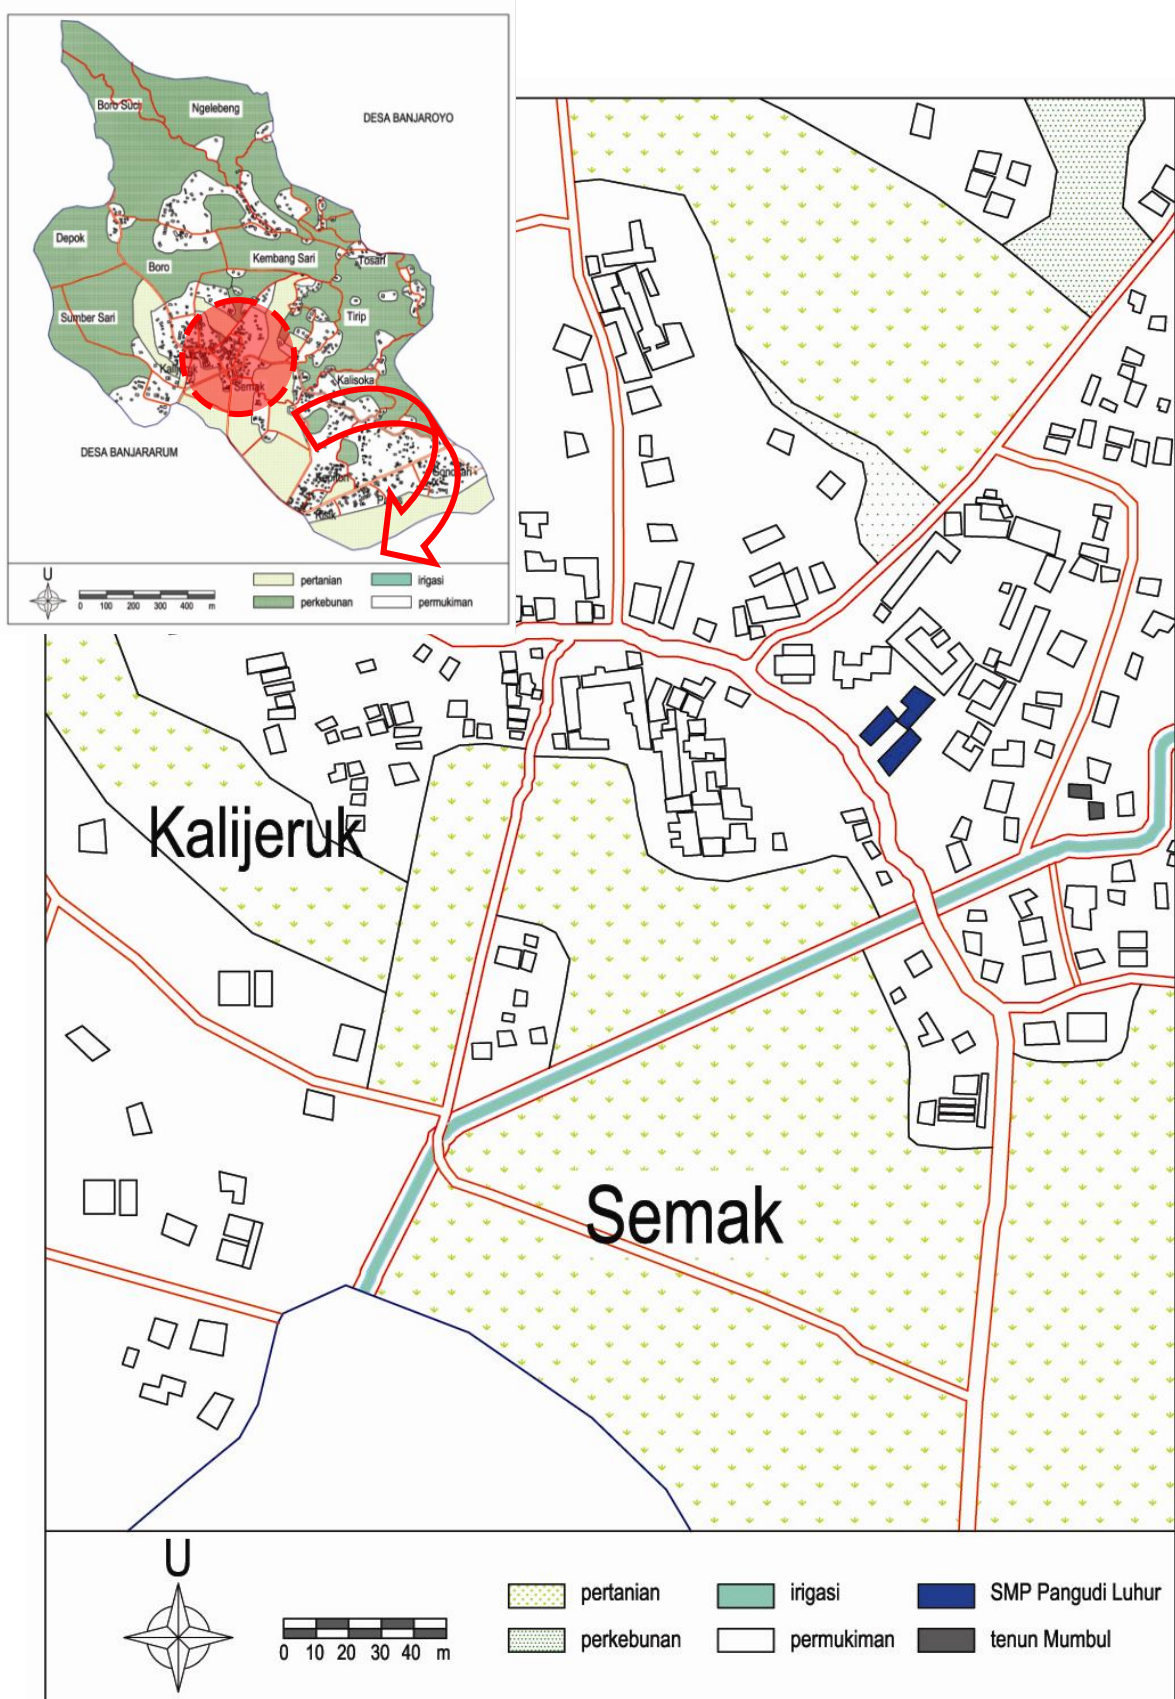 Boro Suci
Ngelebeng
DESA BANJAROYO
Depok
Boro
Kembang Sari
Tosari
Sumber Sari
Tirip
Semak
Kalisoka
DESA BANJARARUM
U
0 100 200 300 400 m
pertanian
irigasi
perkebunan
permukiman
Kalijeruk
Semak
U
0 10 20 30 40 m
pertanian
irigasi
SMP Pangudi Luhur
perkebunan
permukiman
tenun Mumbul